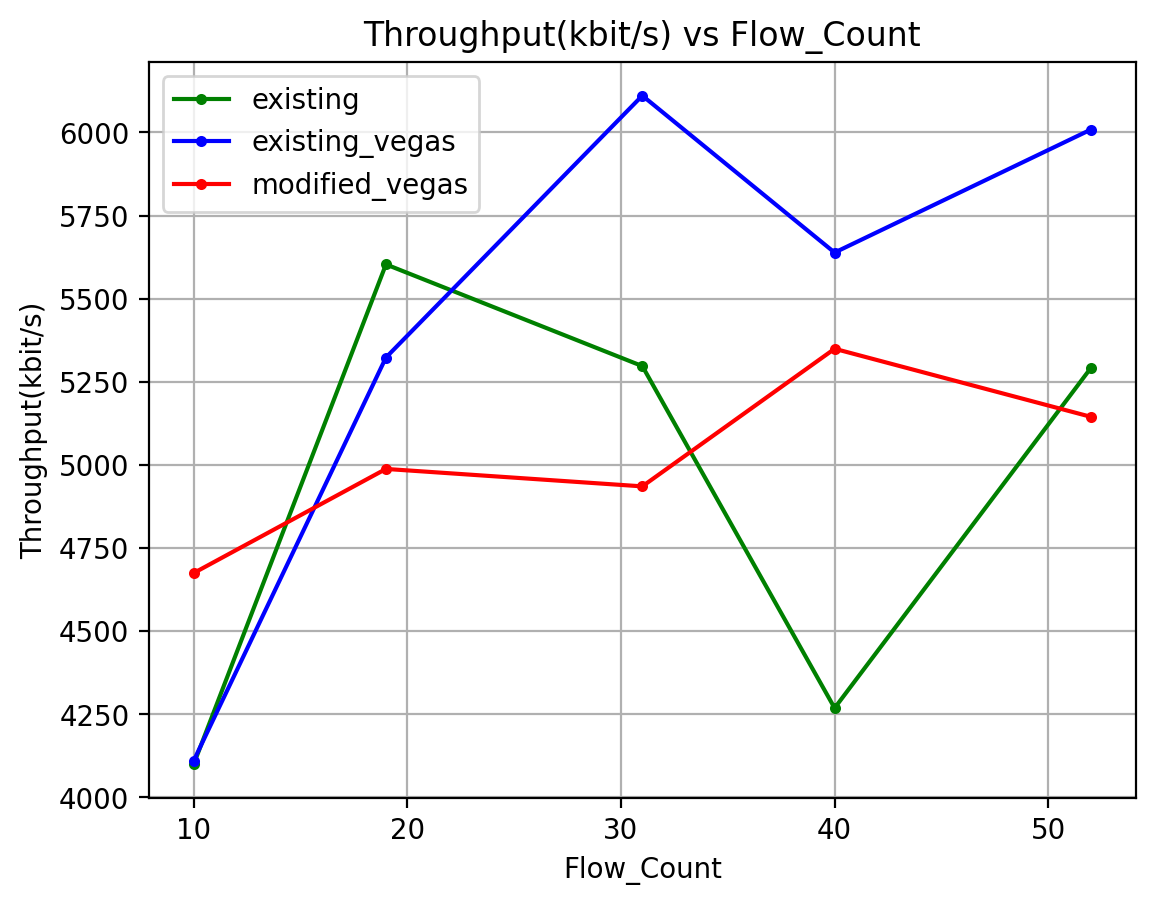 Throughput(kbit/s) vs Flow_Count
existing
existing_vegas
modified_vegas
Throughput(kbit/s)
6000
5750
5500
5250
5000
4750
4500
4250
4000
10 20 30 40 50
Flow_Count